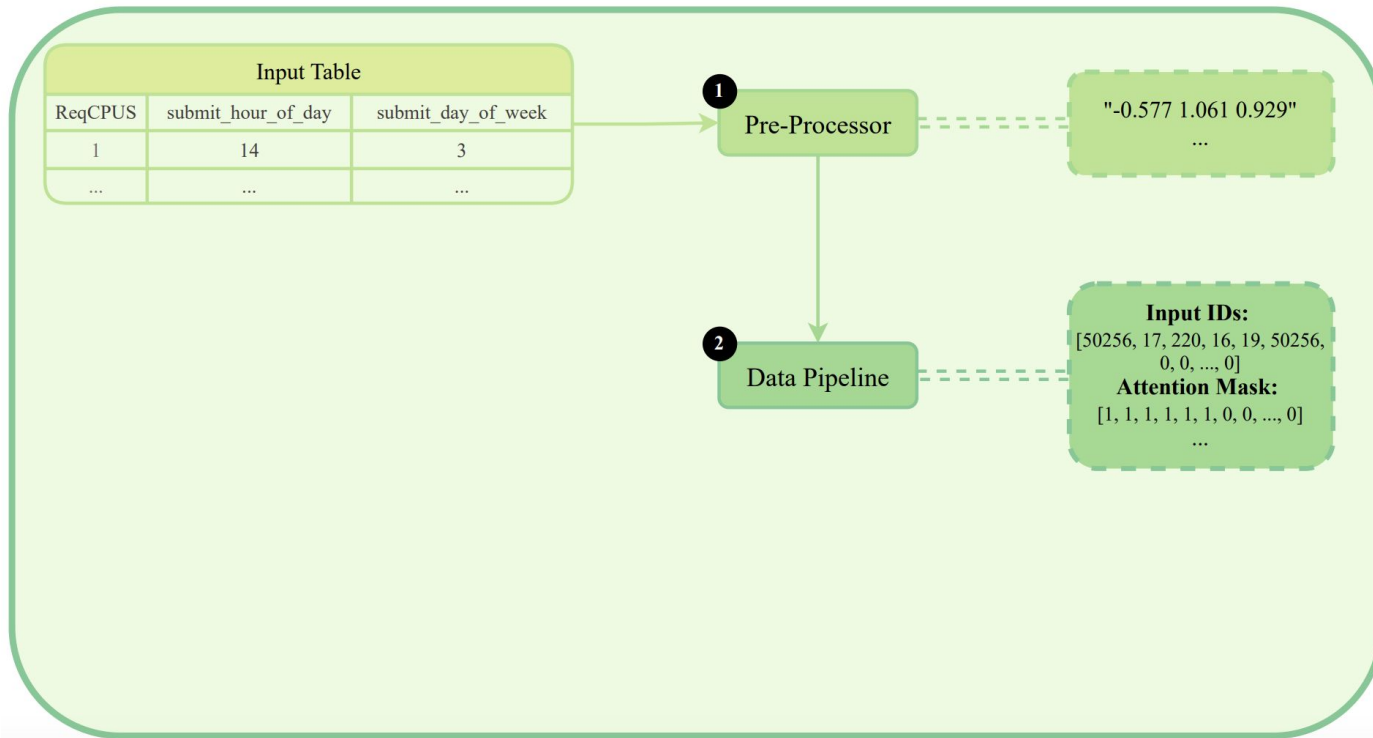 Input Table
ReqCPUS submit_hour_of_day submit_day_of_week
1 14 3
... ... ...
1
Pre-Processor
"-0.577 1.061 0.929"
...
2
Data Pipeline
Input IDs:
[50256, 17, 220, 16, 19, 50256,
0, 0, ..., 0]
Attention Mask:
[1, 1, 1, 1, 1, 1, 0, 0, ..., 0]
...